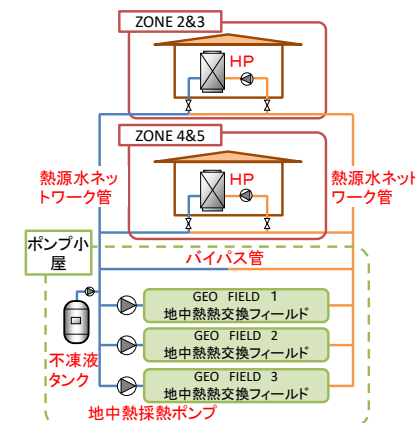 ZONE 2&3
HP
ZONE 4&5
HP
熱源水ネッ
トワーク管
熱源水ネット
ワーク管
ポンプ小
屋
バイパス管
GEO FIELD 1
地中熱熱交換フィールド
GEO FIELD 2
地中熱熱交換フィールド
GEO FIELD 3
地中熱熱交換フィールド
不凍液
タンク
地中熱採熱ポンプ